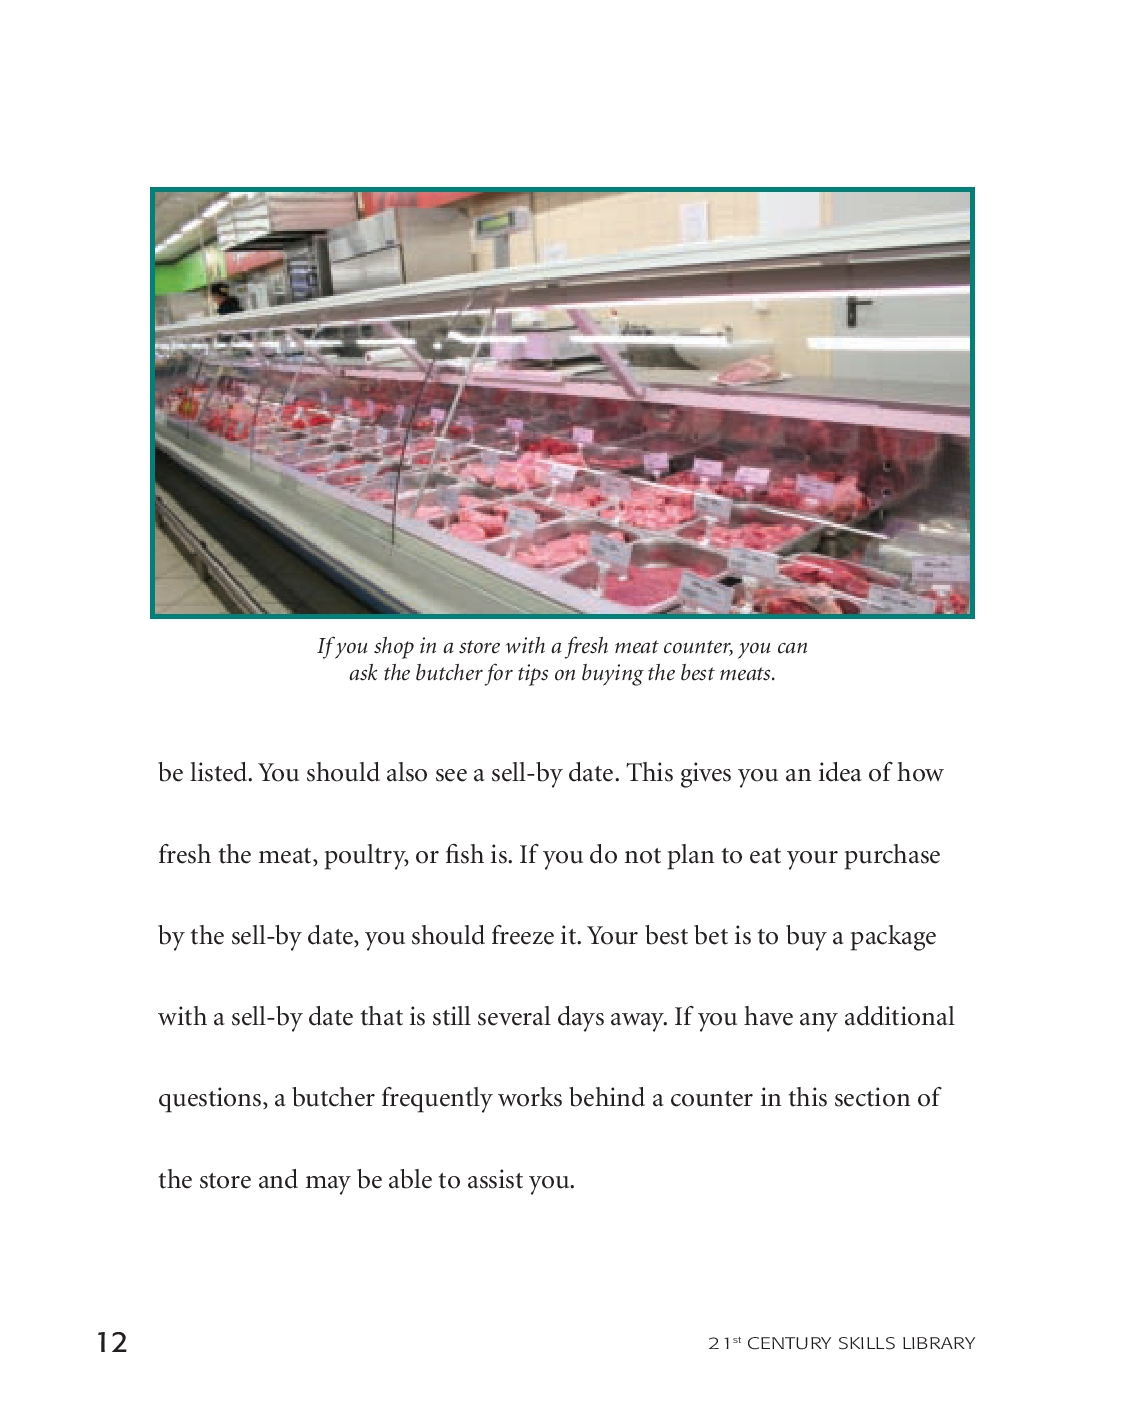 If you shop in a store with a fresh meat counter, you can
ask the butcher for tips on buying the best meats.
be listed. You should also see a sell-by date. This gives you an idea of how
fresh the meat, poultry, or fish is. If you do not plan to eat your purchase
by the sell-by date, you should freeze it. Your best bet is to buy a package
with a sell-by date that is still several days away. If you have any additional
questions, a butcher frequently works behind a counter in this section of
the store and may be able to assist you.
12
21st CENTURY SKILLS LIBRARY